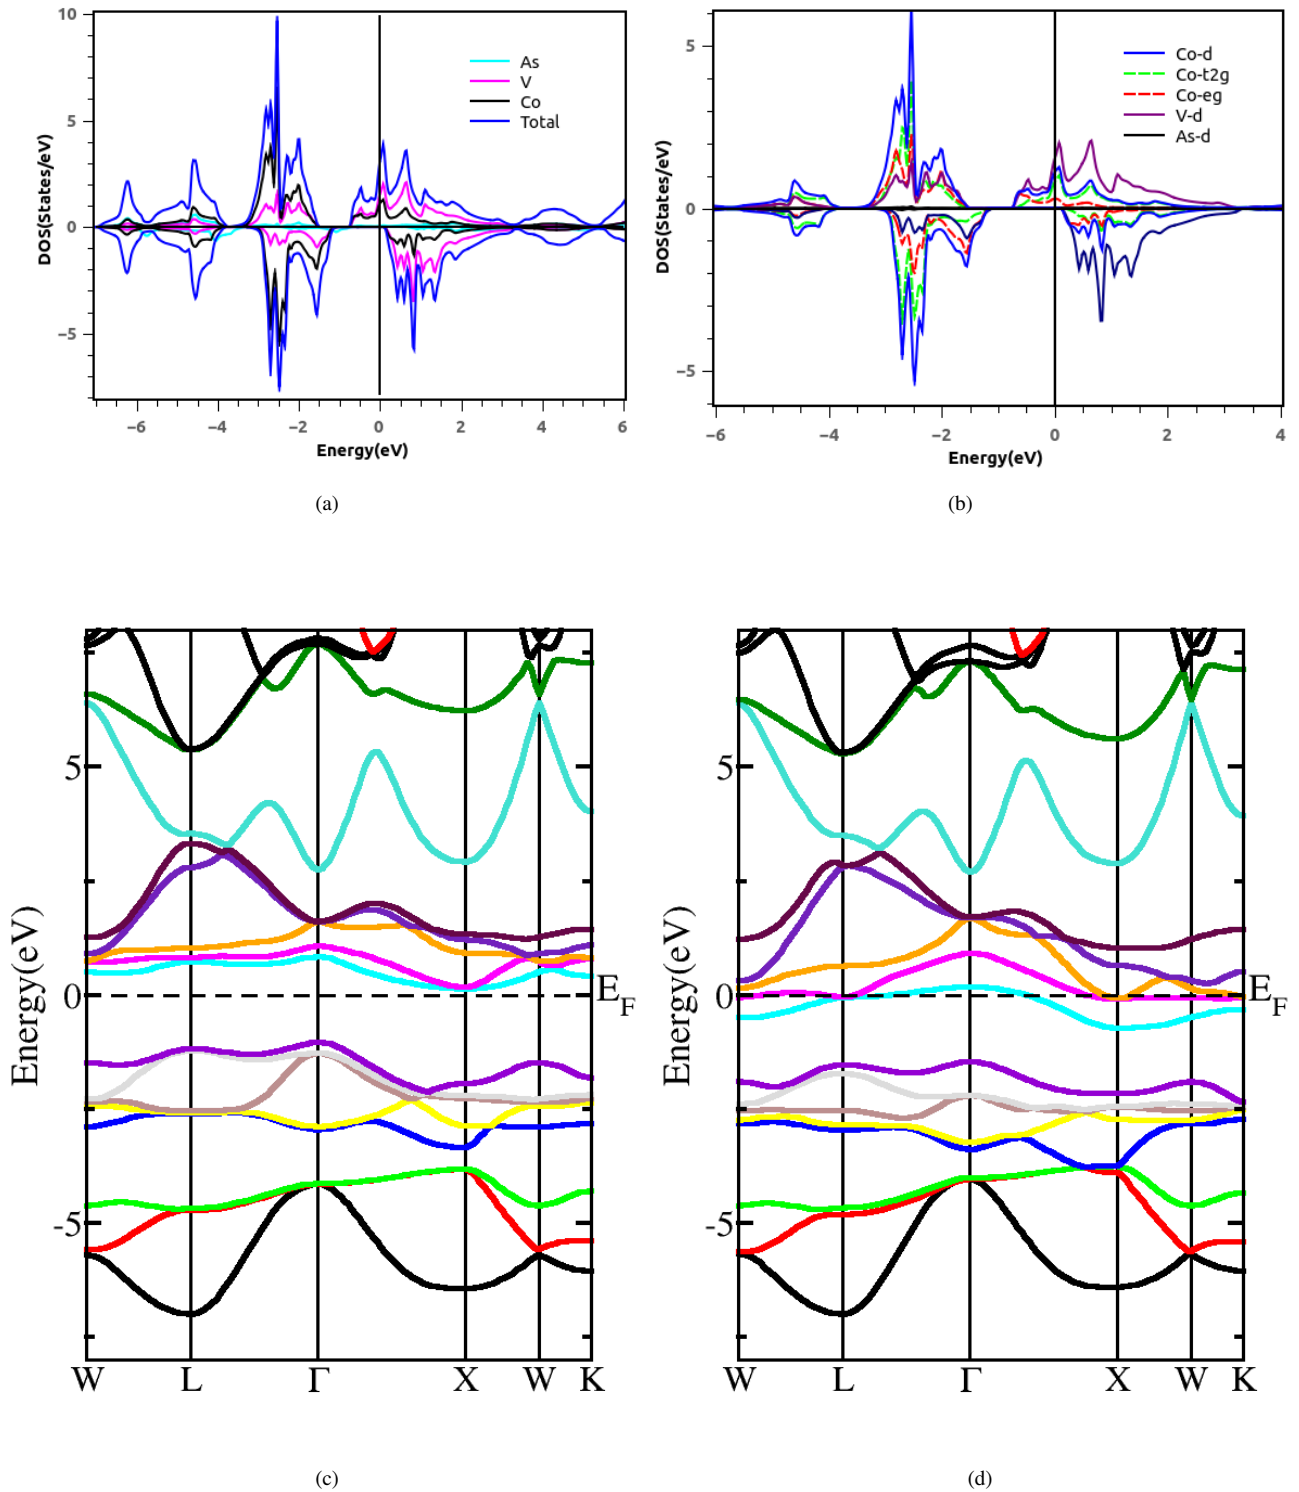 10
5
0
−5
DOS(States/eV)
As
V
Co
Total
−6 −4 −2 0 2 4 6
Energy(eV)
(a)
5
0
−5
DOS(States/eV)
Co-d
Co-t2g
Co-eg
V-d
As-d
−6 −4 −2 0 2 4
Energy(eV)
(b)
5
0
-5
Energy(eV)
EF
W L Γ X W K
(c)
5
0
-5
Energy(eV)
EF
W L Γ X W K
(d)